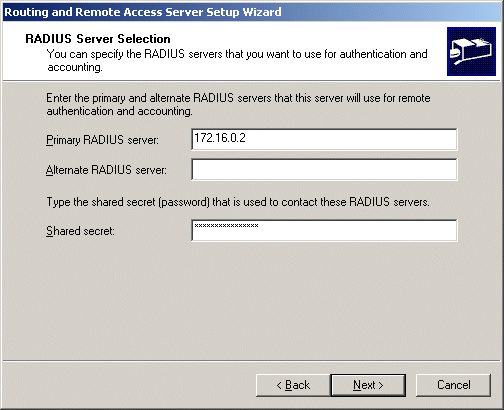 Routing and Remote Access Server Setup Wizard
RADIUS Server Selection
You can specify the RADIUS servers that you want to use for authentication and
accounting.
Enter the primary and alternate RADIUS servers that this server will use for remote
authentication and accounting.
Primary RADIUS server:
172.16.0.2
Alternate RADIUS server:
Type the shared secret (password) that is used to contact these RADIUS servers.
Shared secret:
****************
< Back
Next >
Cancel